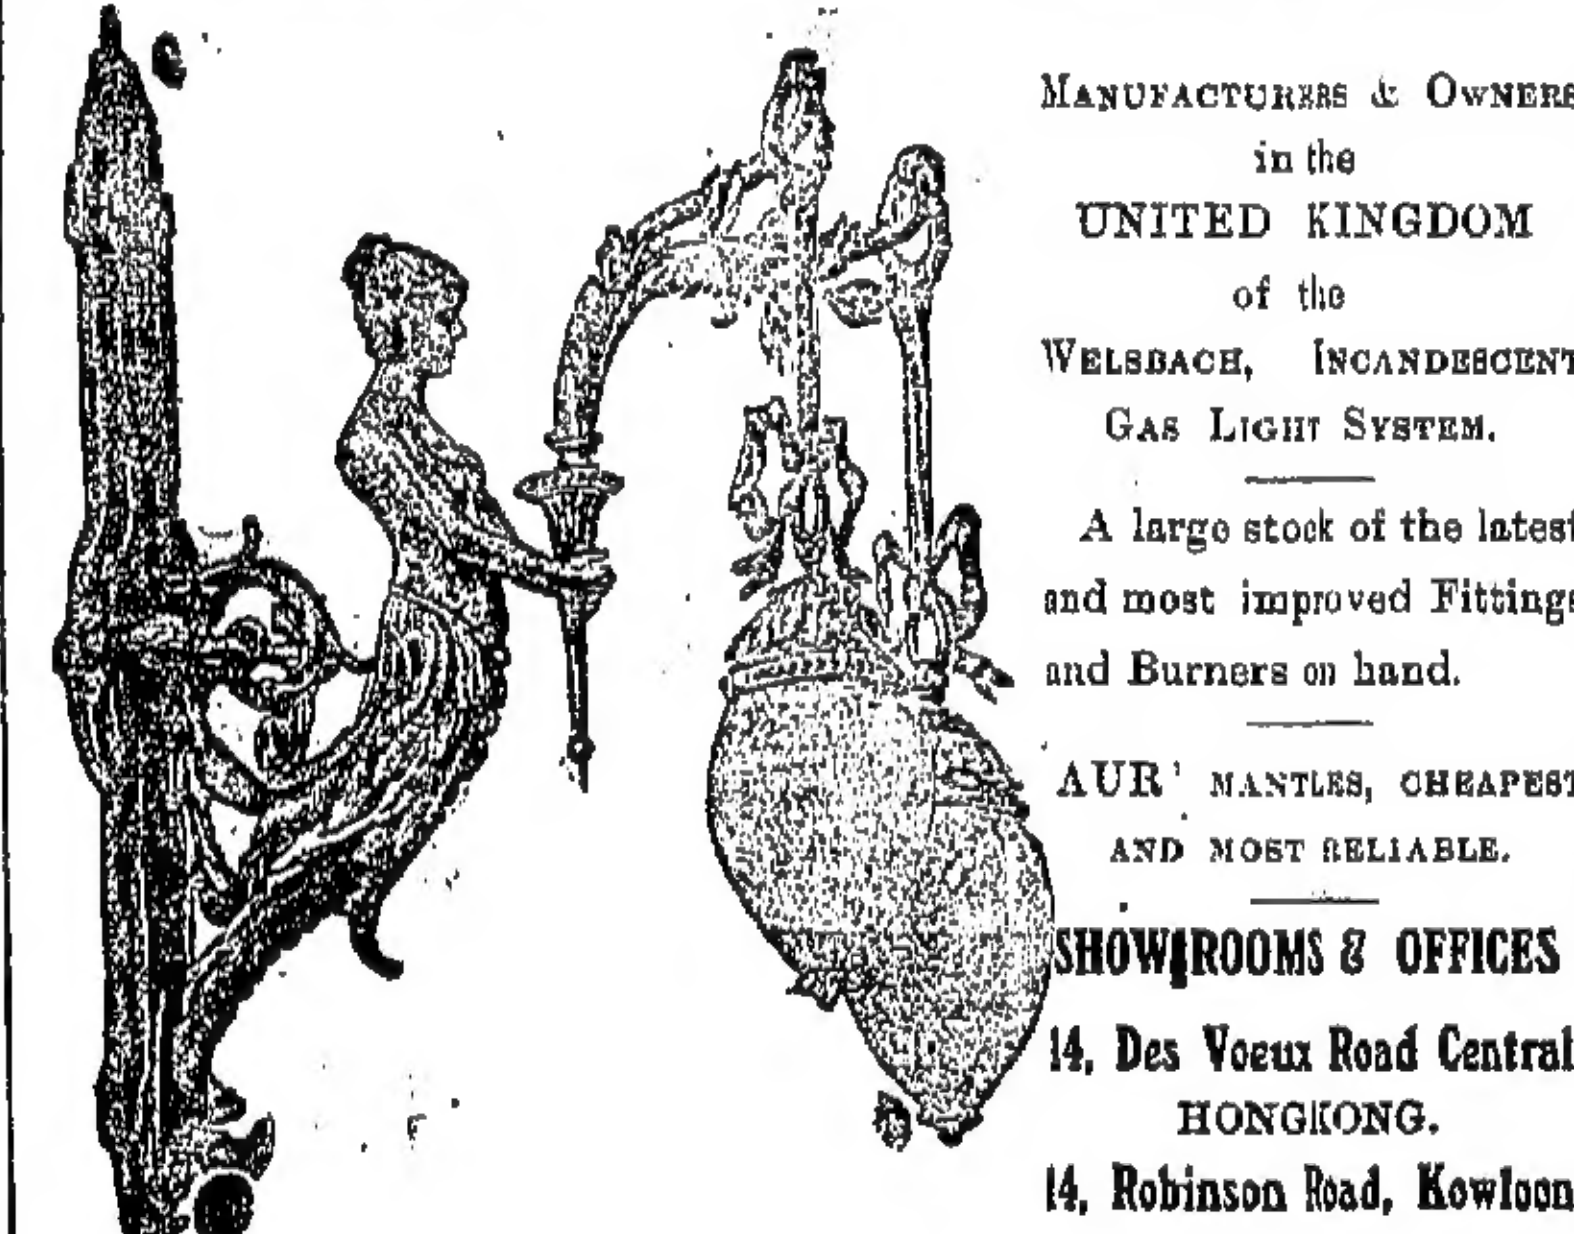 MANUFACTURERS & OWNERS
in the
UNITED KINGDOM
of the
WELSBACH, INCANDESCENT
GAS LIGHT SYSTEM.
A large stock of the latest
and most improved Fittings
and Burners on hand.
AUR' MANTLES, CHEAPEST
AND MOST RELIABLE.
SHOWROOMS & OFFICES
14, Des Voeux Road Central
HONGKONG.
14, Robinson Road, Kowloon